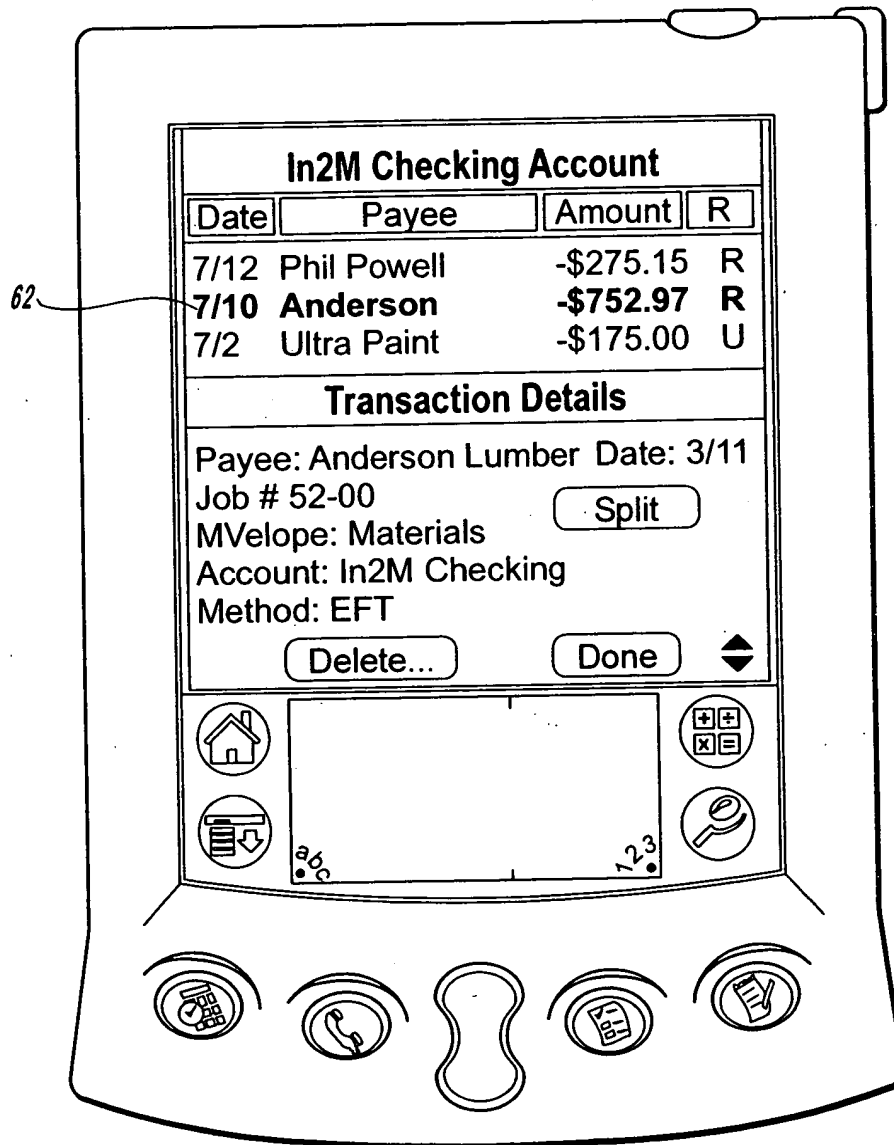 In2M Checking Account
Date Payee Amount R
7/12 Phil Powell -$275.15 R
62 7/10 Anderson -$752.97 R
7/2 Ultra Paint -$175.00 U
Transaction Details
Payee: Anderson Lumber Date: 3/11
Job # 52-00
Split
MVelope: Materials
Account: In2M Checking
Method: EFT
Delete... Done
abc 123